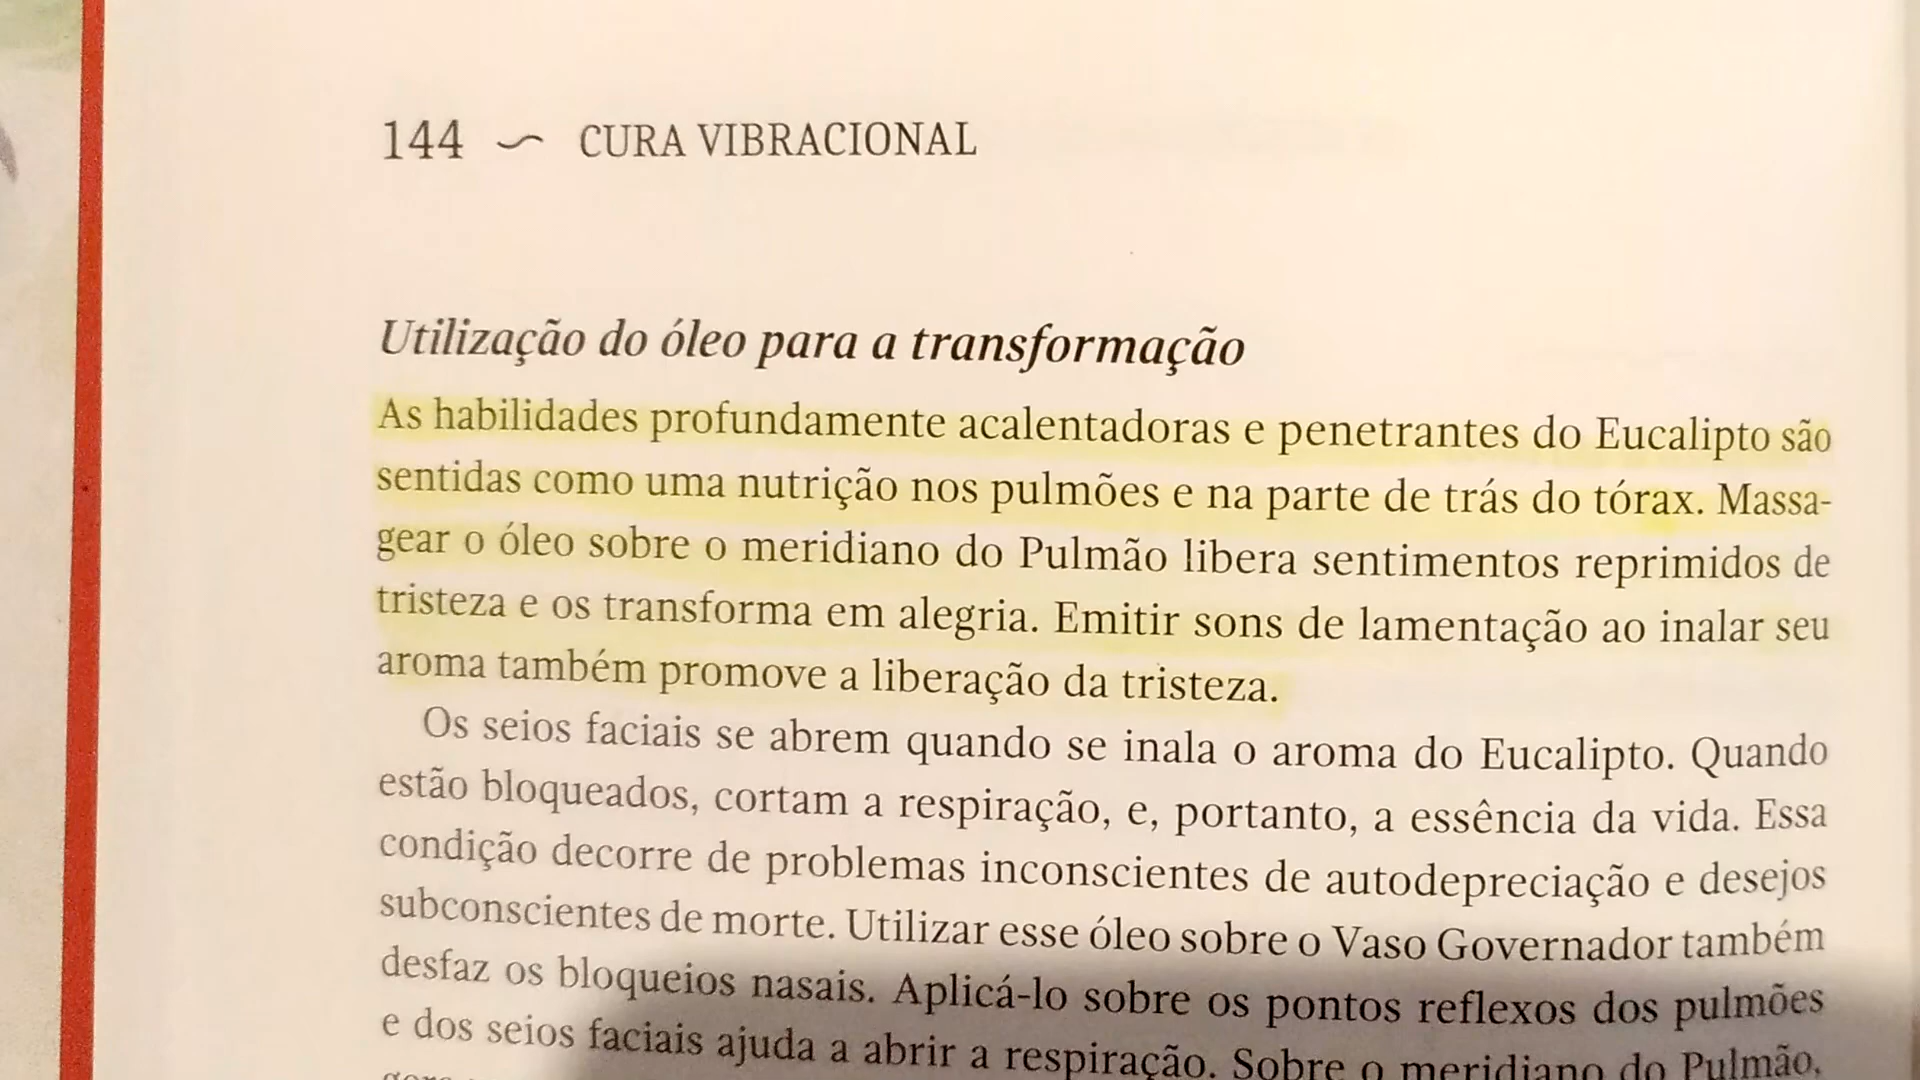 144 ~ CURA VIBRACIONAL
Utilização do óleo para a transformação
As habilidades profundamente acalentadoras e penetrantes do Eucalipto são
sentidas como uma nutrição nos pulmões e na parte de trás do tórax. Massa-
gear o óleo sobre o meridiano do Pulmão libera sentimentos reprimidos de
tristeza e os transforma em alegria. Emitir sons de lamentação ao inalar seu
aroma também promove a liberação da tristeza.
Os seios faciais se abrem quando se inala o aroma do Eucalipto. Quando
estão bloqueados, cortam a respiração, e, portanto, a essência da vida. Essa
condição decorre de problemas inconscientes de autodepreciação e desejos
subconscientes de morte. Utilizar esse óleo sobre o Vaso Governador também
desfaz os bloqueios nasais. Aplicá-lo sobre os pontos reflexos dos pulmões
e dos seios faciais ajuda a abrir a respiração. Sobre o meridiano do Pulmão,